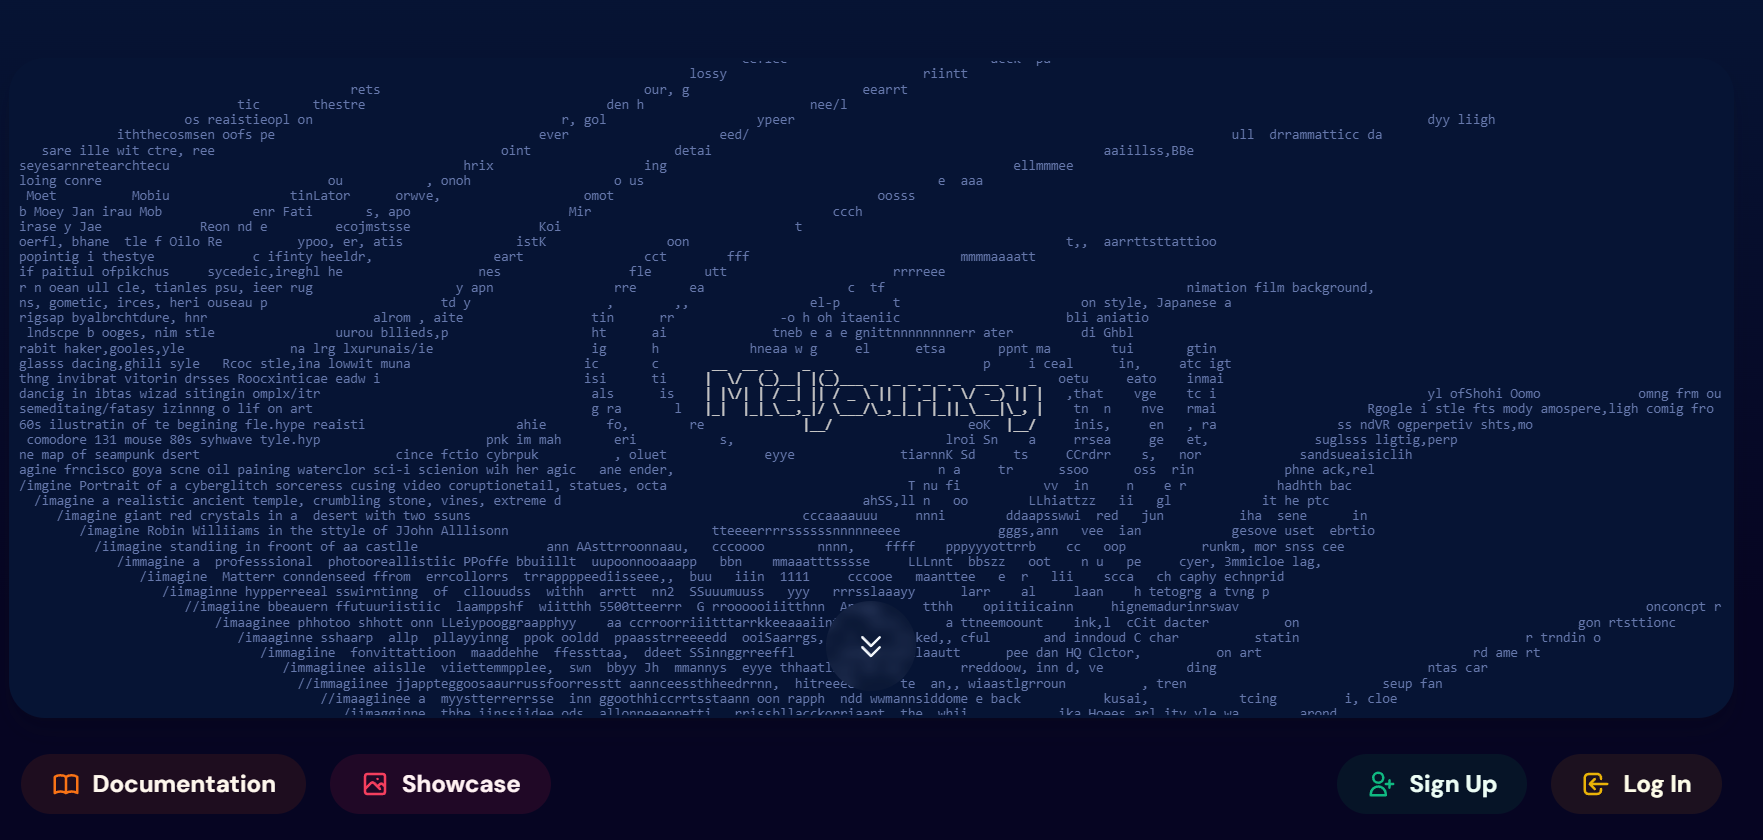 lossy riintt
rets our, g eearrt
tic thestre den h nee/l
os reaistieopl on r, gol ypeer dyy liigh
iththecosmsen oofs pe ever eed/ ull drrammatticc da
sare ille wit ctre, ree oint detai aaiillss,BBe
seyesarnretearchtecu hrix ing ellmmmee
loing conre ou , onoh o us e aaa
Moet Mobiu tinLator orwve, omot oosss
b Moey Jan irau Mob enr Fati s, apo Mir ccch
irase y Jae Reon nd e ecojmstsse Koi t
oerfl, bhane tle f Oilo Re ypoo, er, atis istK oon t,, aarrttsttattioo
popintig i thestye c ifinty heeldr, eart cct fff mmmmaaaatt
if paitiul ofpikchus sycedeic,ireghl he nes fle utt rrrreee
r n oean ull cle, tianles psu, ieer rug y apn rre ea c tf nimation film background,
ns, gometic, irces, heri ouseau p td y , ,, el-p t on style, Japanese a
rigsap byalbrchtdure, hnr alrom , aite tin rr -o h oh itaeniic bli aniatio
lndscpe b ooges, nim stle uurou bllieds,p ht ai tneb e a e gnittnnnnnnnnerr ater di Ghbl
rabit haker,gooles,yle na lrg lxurunais/ie ig h hneaa w g el etsa ppnt ma tui gtin
glasss dacing,ghili syle Rcoc stle,ina lowwit muna ic c p i ceal in, atc igt
thng invibrat vitorin drsses Roocxinticae eadw i isi ti oetu eato inmai
dancig in ibtas wizad sitingin omplx/itr als is Midjourney ,that vge tc i yl ofShohi Oomo omng frm ou
semeditaing/fatasy izinnng o lif on art g ra l tn n nve rmai Rgogle i stle fts mody amospere,ligh comig fro
60s ilustratin of te begining fle.hype reaisti ahie fo, re eoK inis, en , ra ss ndVR ogperpetiv shts,mo
comodore 131 mouse 80s syhwave tyle.hyp pnk im mah eri s, lroi Sn a rrsea ge et, suglsss ligtig,perp
ne map of seampunk dsert cince fctio cybrpuk , oluet eyye tiarnnK Sd ts CCrdrr s, nor sandsueaisiclih
agine frncisco goya scne oil paining waterclor sci-i scienion wih her agic ane ender, n a tr ssoo oss rin phne ack,rel
/imgine Portrait of a cyberglitch sorceress cusing video coruptionetail, statues, octa T nu fi vv in n e r hadhth bac
/imagine a realistic ancient temple, crumbling stone, vines, extreme d ahSS,ll n oo LLhiattzz ii gl it he ptc
/imagine giant red crystals in a desert with two ssuns cccaaaauuu nnni ddaapsswwi red jun iha sene in
/imagine Robin Williiams in the sttyle of JJohn Alllisonn tteeeerrrrssssssnnnnneeee gggs,ann vee ian gesove uset ebrtio
/iimagine standiing in froont of aa castlle ann AAsttrroonnaau, cccoooo nnnn, ffff pppyyyottrrb cc oop runkm, mor snss cee
/immagine a professsional photooreallistiic PPoffe bbuiillt uupoonnooaaapp bbn mmaatttsssse LLLnnt bbszz oot n u pe cyer, 3mmicloe lag,
/iimagine Matterr conndenseed ffrom errcollorrs trrappppeediisseee,, buu iiin 1111 cccooe maanttee e r lii scca ch caphy echnprid
/iimaginne hypperreeal sswirntinng of cllouudss withh arrtt nn2 SSuuumuuss yyy rrrsslaaayy larr al laan h tetogrg a tvng p
//imagiine bbeauern ffutuuriistiic laamppshf wiitthh 5500tteerrr G rroooooiiitthnn tthh opiitiicainn hignemadurinrswav onconcpt r
/imaaginee phhotoo shhott onn LLeiypooggraapphyy aa ccrroorriiitttarrkkeeaaaiin a ttneemoount ink,l cCit dacter on gon rtsttionc
/imaaginne sshaarp allp pllayyinng ppok ooldd ppaasstrreeeedd ooiSaarrgs, ked,, cful and inndoud C char statin r trndin o
/immagiine fonvittattioon maaddehhe ffessttaa, ddeet SSinnggrreeffl laautt pee dan HQ Clctor, on art rd ame rt
/immagiinee aiislle viiettemmpplee, swn bbyy Jh mmannys eyye thhaatl rreddoow, inn d, ve ding ntas car
//immaginee jjappteggoosaaurrussfoorresstt aannceessthheedrrnn, hitreee te an,, wiaastlgrroun , tren seup fan
//imagiinee a myysstterrerrsse inn ggoothhiccrrtsstaann oon rapph ndd wwmansiddome e back kusai, tcing i, cloe
Documentation
Showcase
Sign Up
Log In